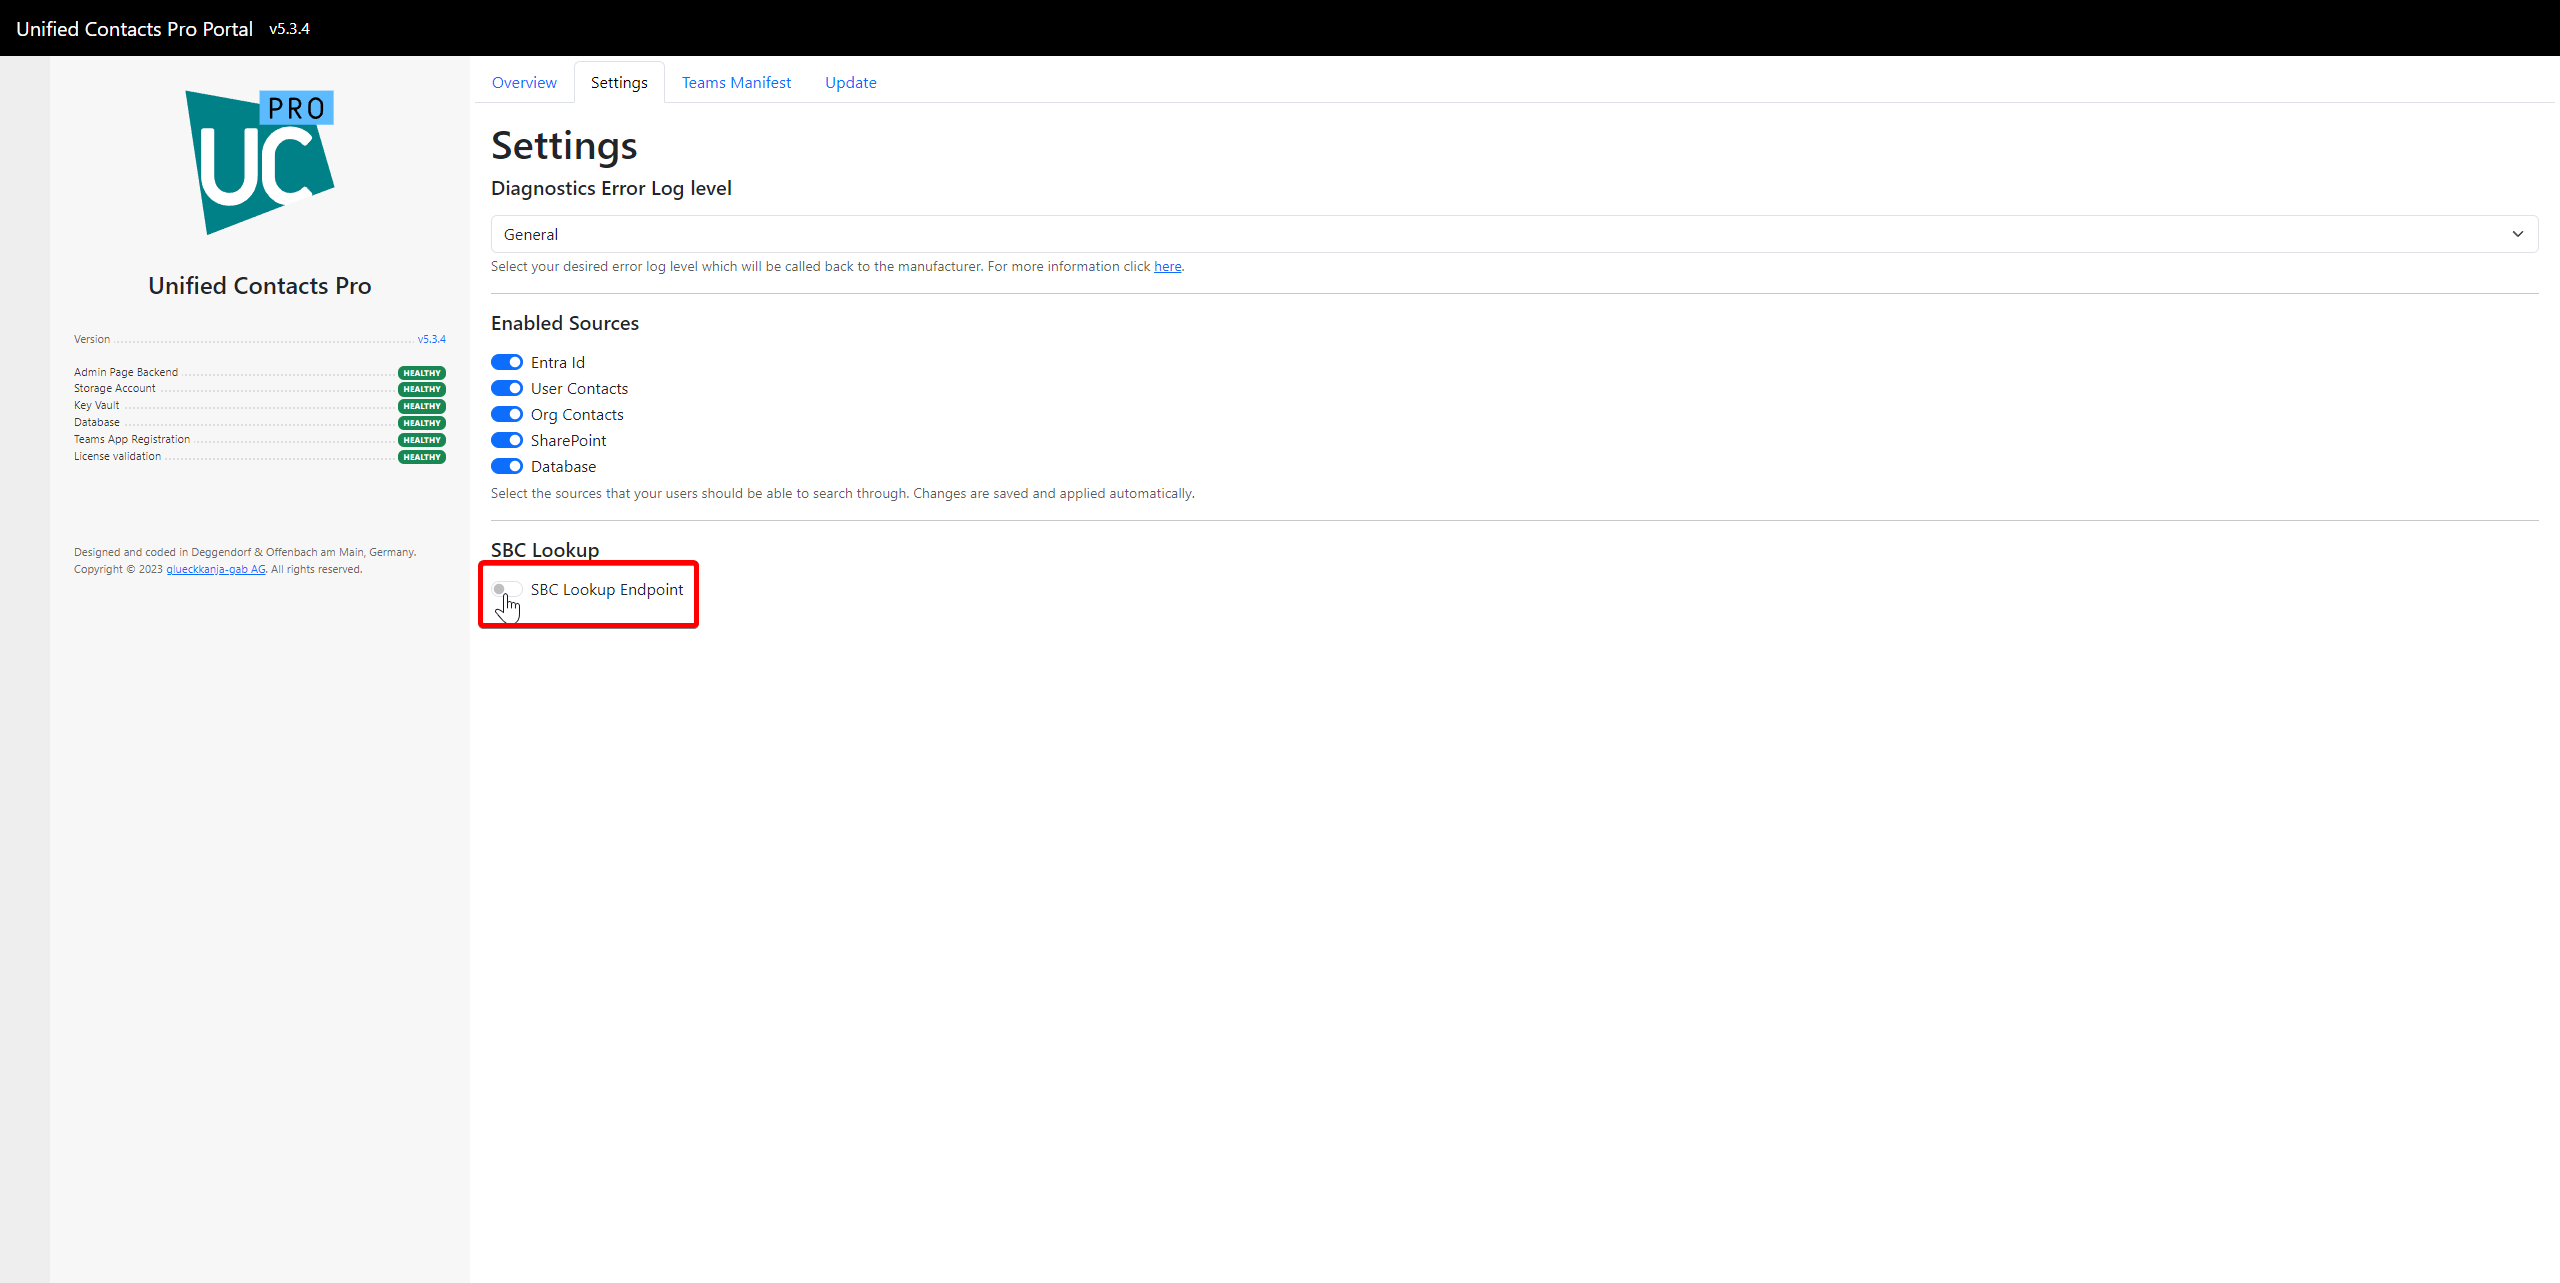 Unified Contacts Pro Portal v5.3.4
PRO
UC
Unified Contacts Pro
Version v5.3.4
Admin Page Backend HEALTHY
Storage Account HEALTHY
Key Vault HEALTHY
Database HEALTHY
Teams App Registration HEALTHY
License validation HEALTHY
Designed and coded in Deggendorf & Offenbach am Main, Germany.
Copyright © 2023 glueckkanja-gab AG. All rights reserved.
Overview Settings Teams Manifest Update
Settings
Diagnostics Error Log level
General
Select your desired error log level which will be called back to the manufacturer. For more information click here.
Enabled Sources
Entra Id
User Contacts
Org Contacts
SharePoint
Database
Select the sources that your users should be able to search through. Changes are saved and applied automatically.
SBC Lookup
SBC Lookup Endpoint